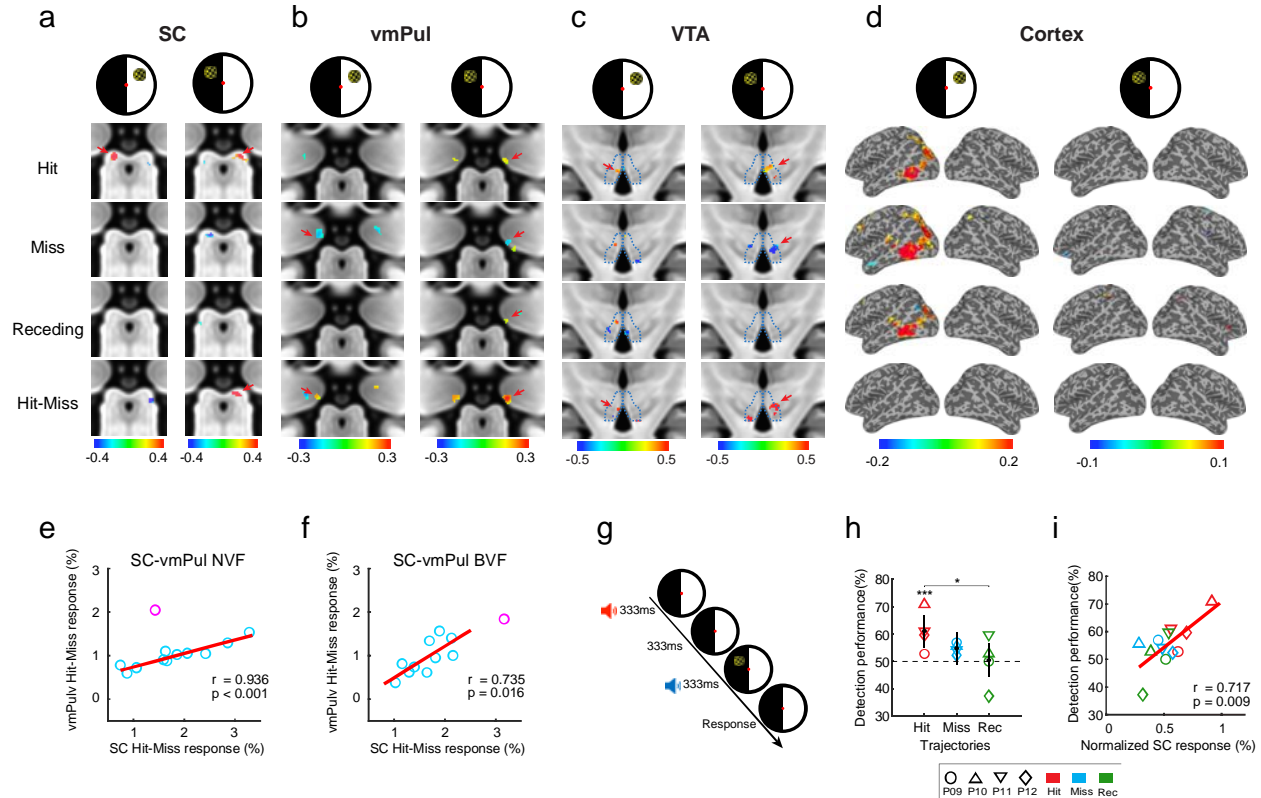 a
SC
b
vmPul
c
VTA
d
Cortex
Hit
Miss
Receding
Hit-Miss
-0.4 0.4 -0.4 0.4
-0.3 0.3 -0.3 0.3
-0.5 0.5 -0.5 0.5
-0.2 0.2 -0.1 0.1
e
SC-vmPul NVF
vmPulv Hit-Miss response (%)
3
2
1
0
r = 0.936
p < 0.001
1 2 3
SC Hit-Miss response (%)
f
SC-vmPul BVF
vmPulv Hit-Miss response (%)
3
2
1
0
r = 0.735
p = 0.016
1 2 3
SC Hit-Miss response (%)
g
333ms
333ms
333ms
Response
h
Detection performance(%)
80
70
60
50
40
30
*
***
Hit Miss Rec
Trajectories
i
Detection performance(%)
80
70
60
50
40
30
r = 0.717
p = 0.009
0 0.5 1
Normalized SC response (%)
P09 P10 P11 P12 Hit Miss Rec